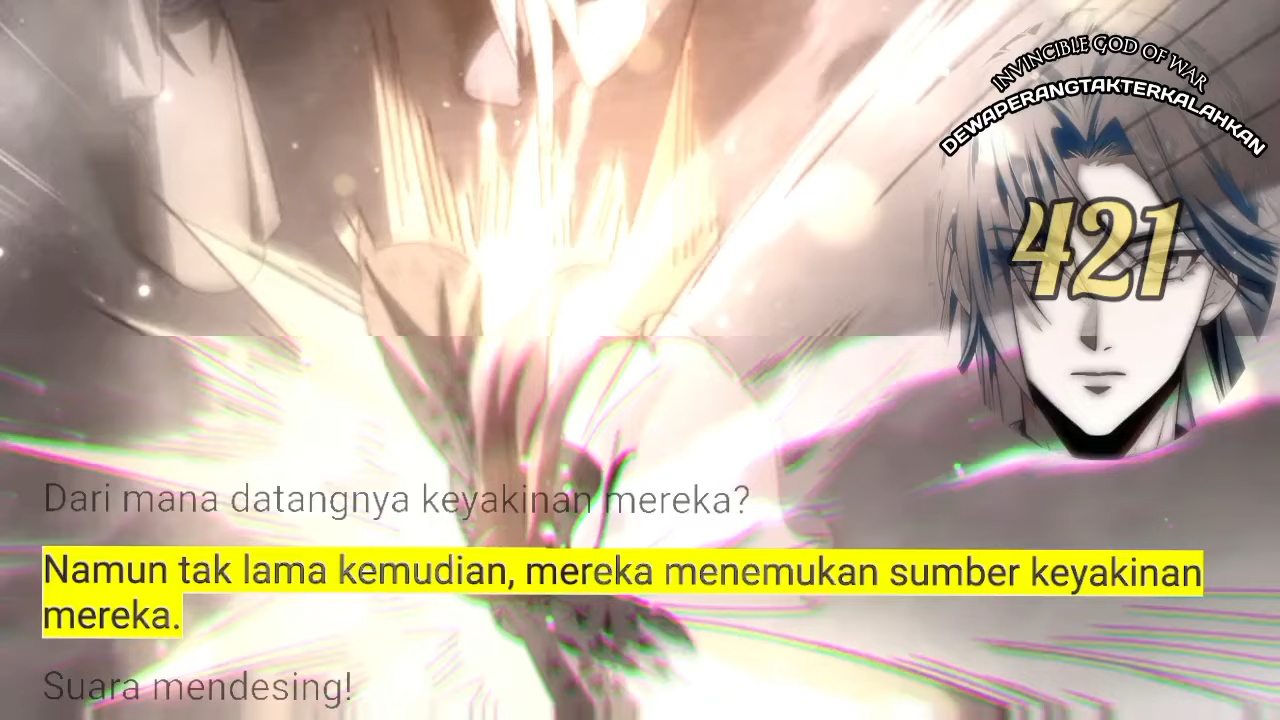 INVINCIBLE GOD OF WAR
DEWAPERANGTAKTERKALAHKAN
421
Dari mana datangnya keyakinan mereka?
Namun tak lama kemudian, mereka menemukan sumber keyakinan
mereka.
Suara mendesing!